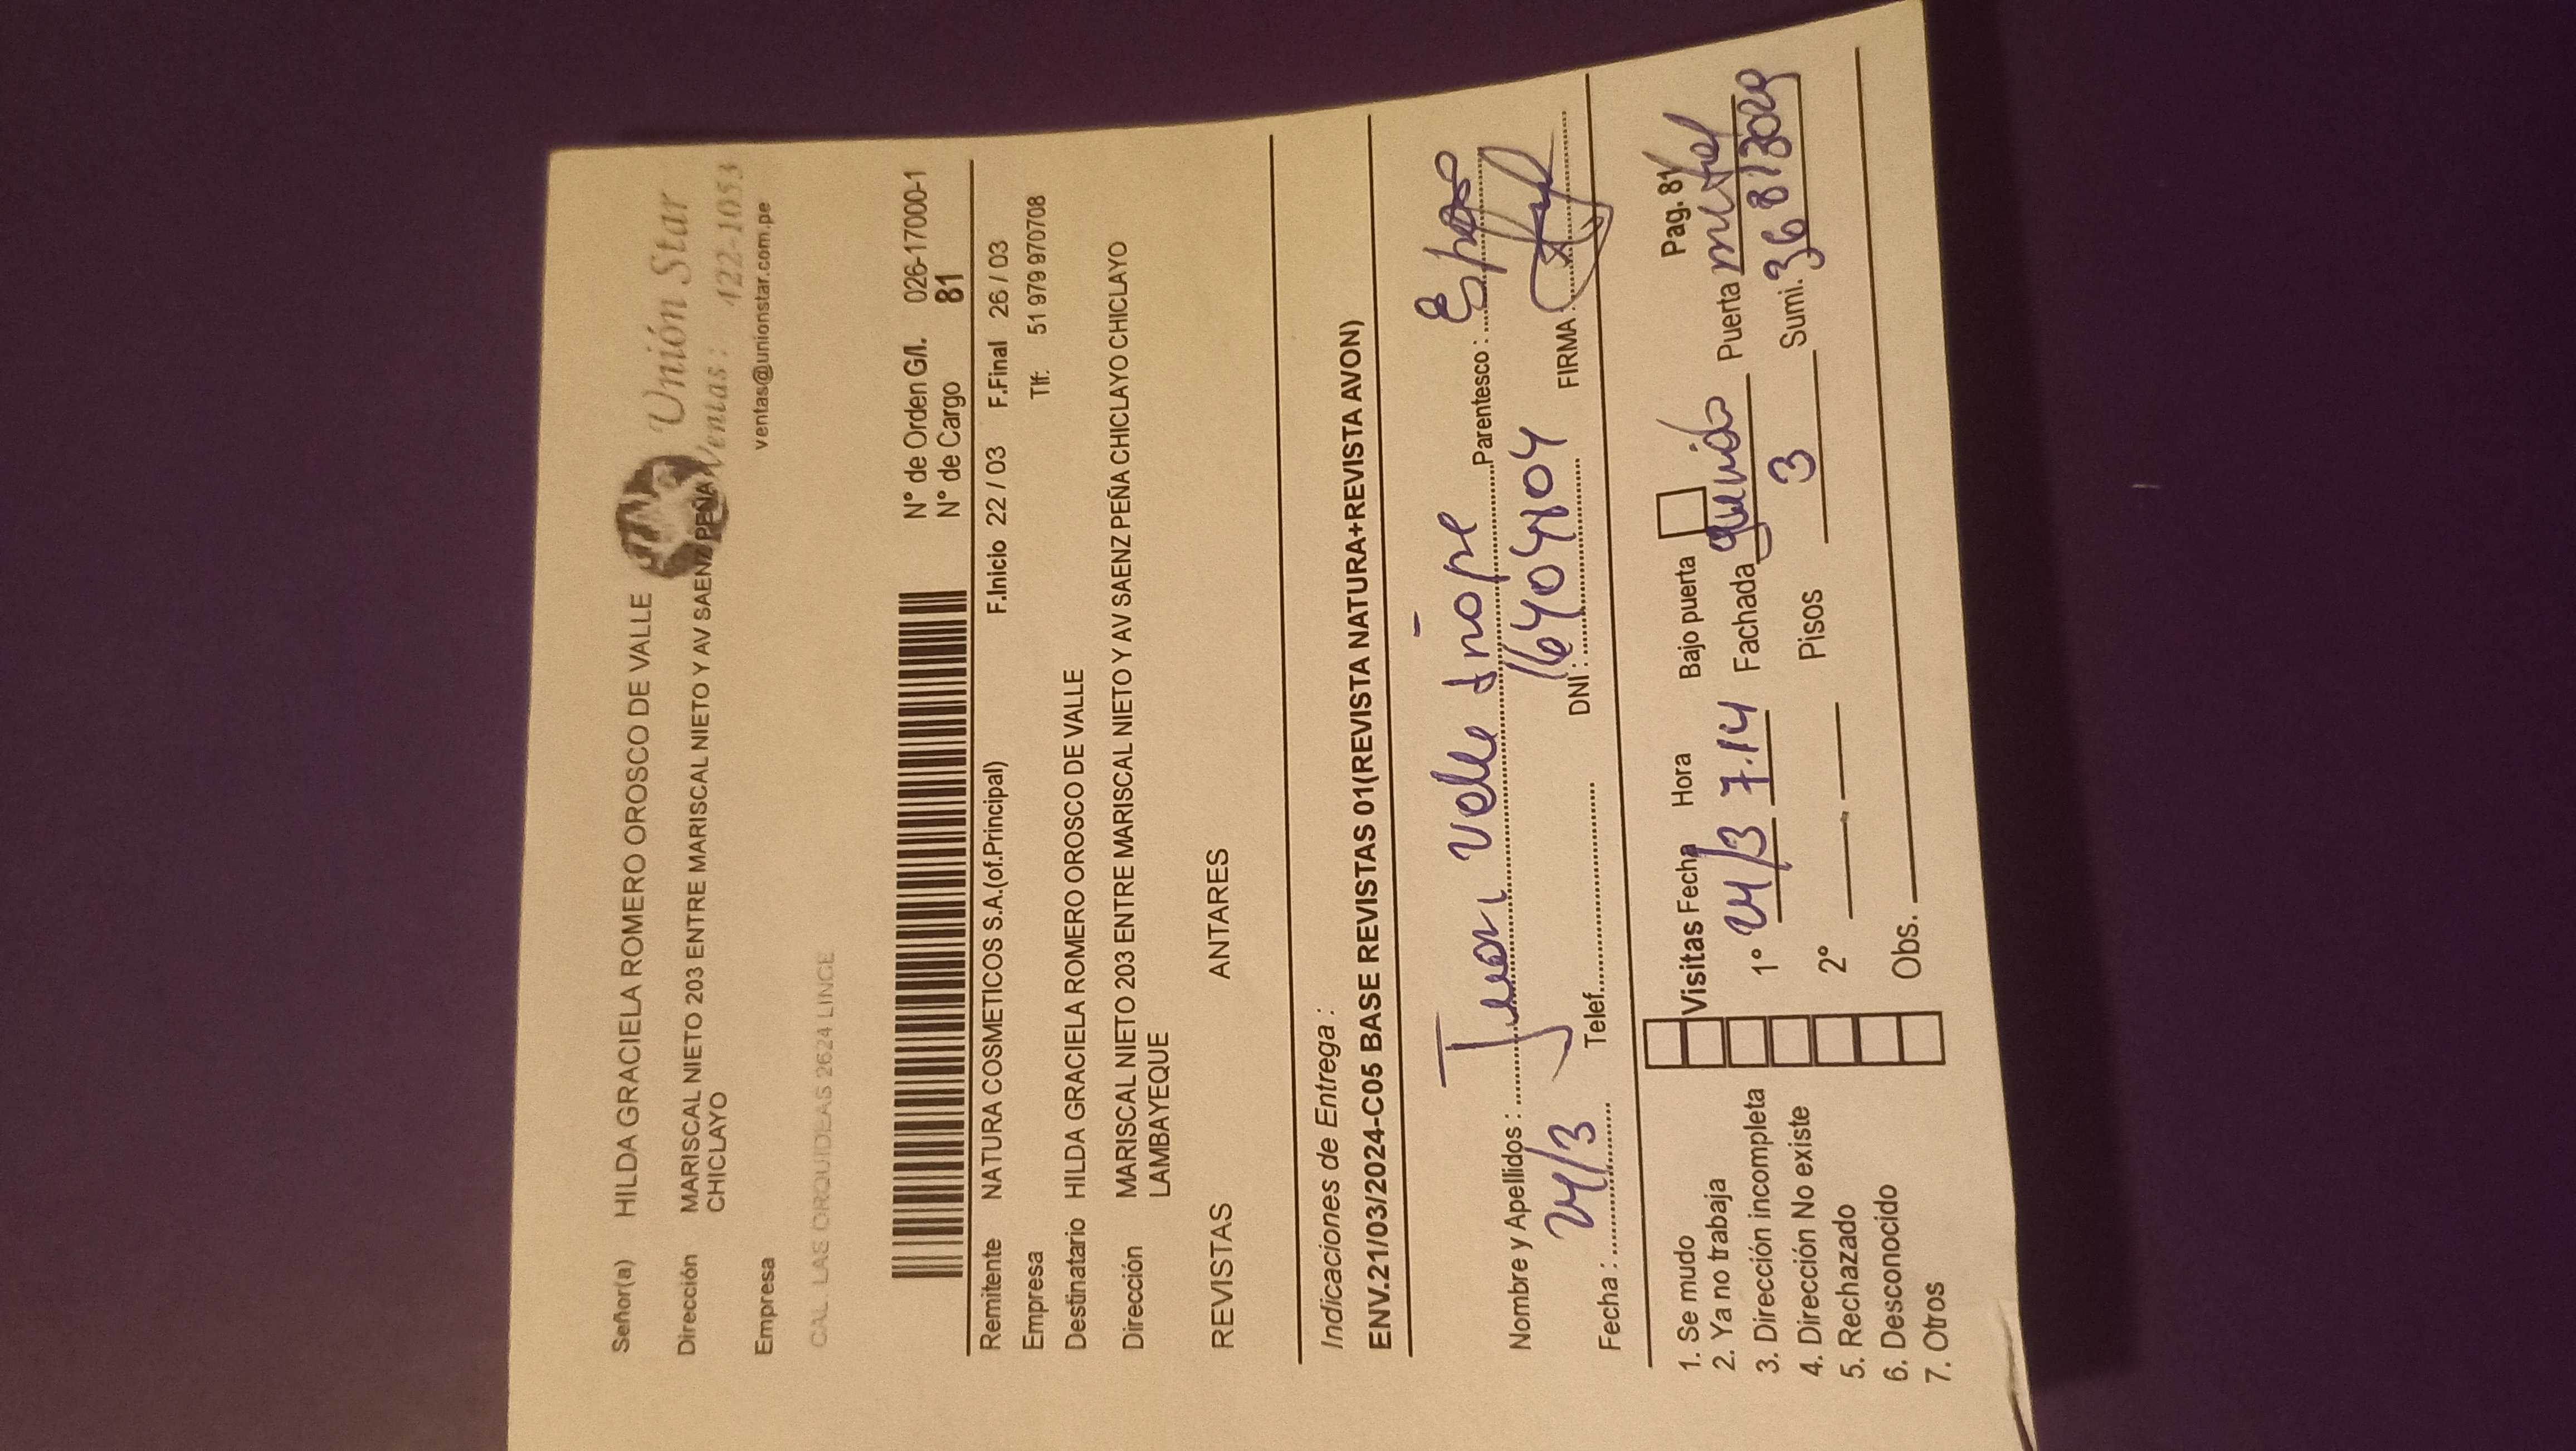 Señor(a) HILDA GRACIELA ROMERO OROSCO DE VALLE
Unión Star
Dirección MARISCAL NIETO 203 ENTRE MARISCAL NIETO Y AV SAENZ PEÑA
CHICLAYO
Ventas: 422-1053
Empresa ventas@unionstar.com.pe
CAL. LAS ORQUIDEAS 2624 LINCE
N° de Orden G/I. 026-17000-1
N° de Cargo 81
Remitente NATURA COSMETICOS S.A.(of.Principal) F.Inicio 22 / 03 F.Final 26 / 03
Empresa Tlf: 51 979 970708
Destinatario HILDA GRACIELA ROMERO OROSCO DE VALLE
Dirección MARISCAL NIETO 203 ENTRE MARISCAL NIETO Y AV SAENZ PEÑA CHICLAYO CHICLAYO
LAMBAYEQUE
REVISTAS ANTARES
Indicaciones de Entrega :
ENV.21/03/2024-C05 BASE REVISTAS 01(REVISTA NATURA+REVISTA AVON)
Nombre y Apellidos : Juan Valle Parentesco : Esposo
Fecha : 24/3 Telef. DNI : 16404104 FIRMA
1. Se mudo Visitas Fecha Hora Bajo puerta Pag. 81
2. Ya no trabaja 1° 24/3 7.14 Fachada Puerta metal
3. Dirección incompleta
4. Dirección No existe 2° Pisos 3 Sumi.
5. Rechazado
6. Desconocido Obs.
7. Otros